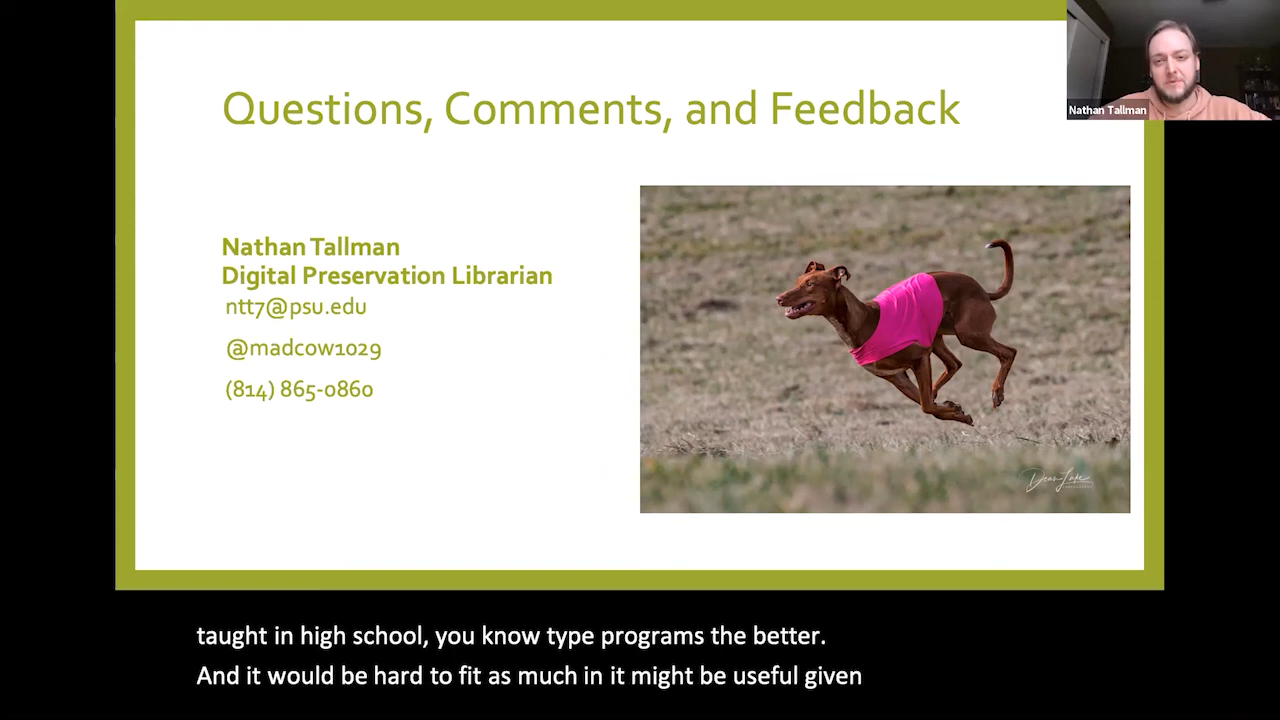 Questions, Comments, and Feedback
Nathan Tallman
Nathan Tallman
Digital Preservation Librarian
ntt7@psu.edu
@madcow1029
(814) 865-0860
taught in high school, you know type programs the better.
And it would be hard to fit as much in it might be useful given